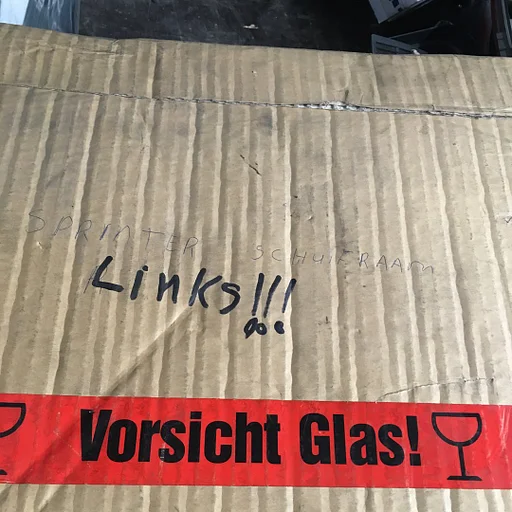 SPRINTER SCHUIFRAAM
Links!!!
Vorsicht Glas!